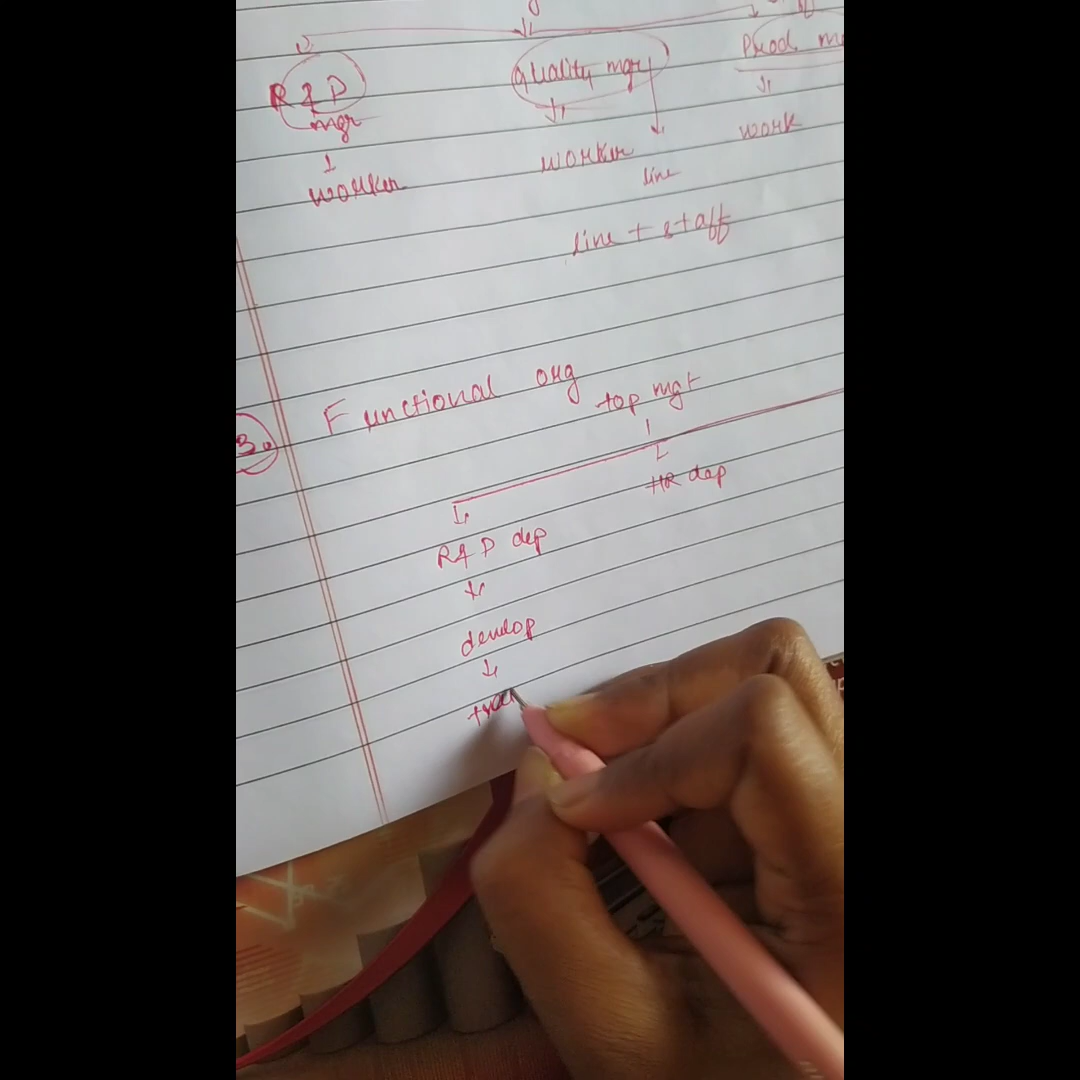 R & D quality mgr Prod. m
mgr
worker worker work
line
line + staff
3. Functional org
top mgt
HR dep
R & D dep
develop